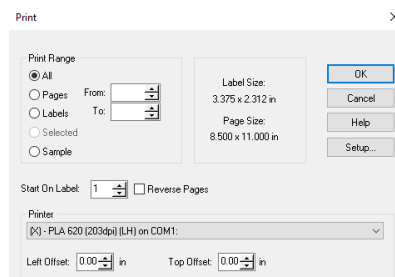 Print
Print Range
All
Pages From:
Labels To:
Selected
Sample
Label Size:
3.375 x 2.312 in
Page Size:
8.500 x 11.000 in
OK
Cancel
Help
Setup...
Start On Label: 1 Reverse Pages
Printer
(X) - PLA 620 (203dpi) (LH) on COM1:
Left Offset: 0.00 in Top Offset: 0.00 in